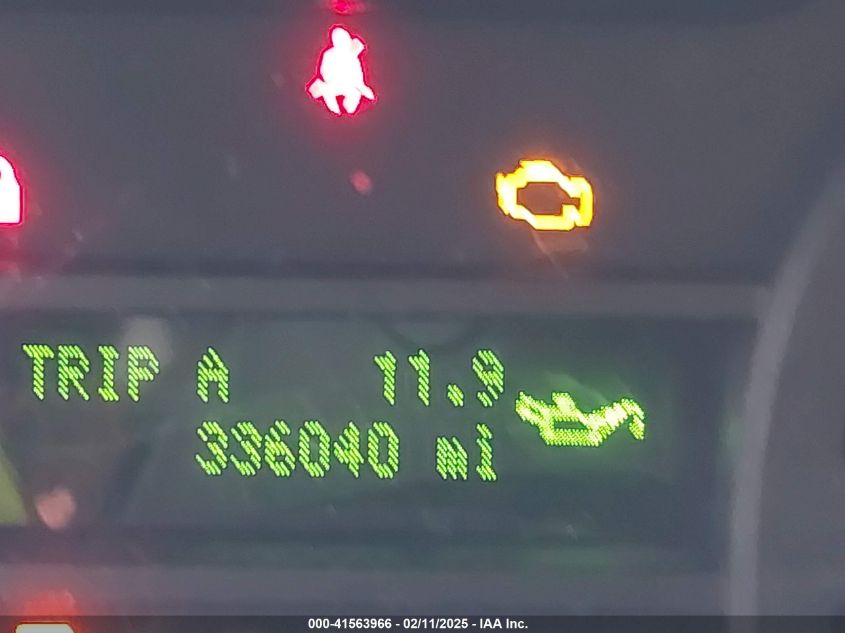 TRIP A 11.9
336040 mi
000-41563966 - 02/11/2025 - IAA Inc.